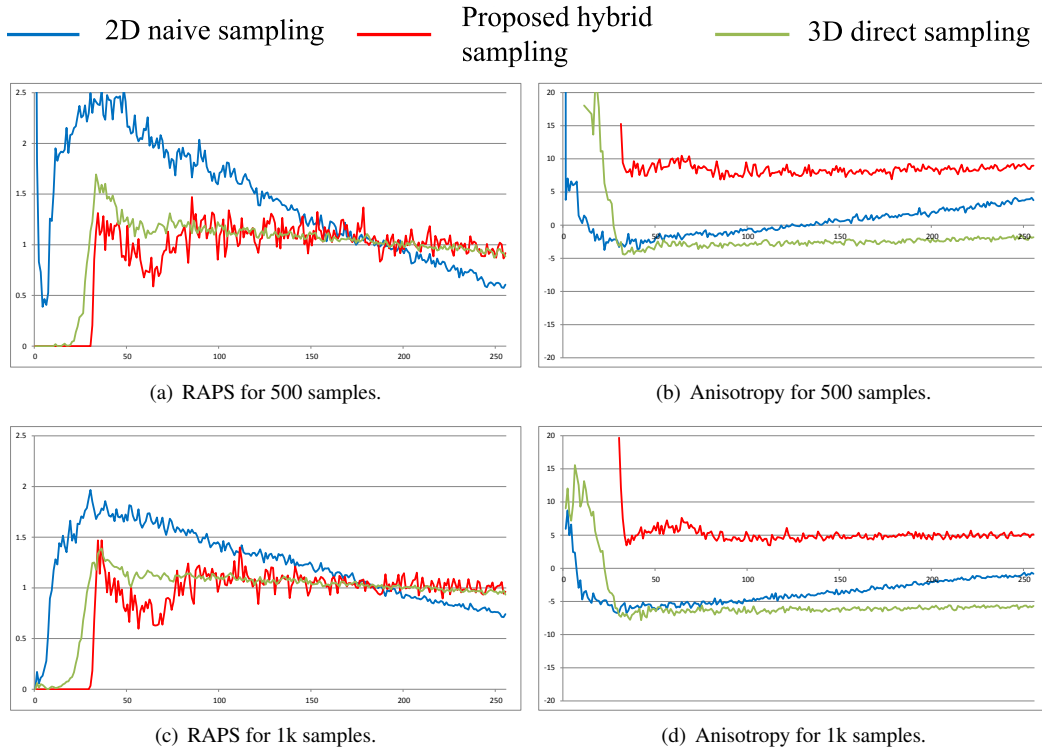 2D naive sampling
Proposed hybrid
sampling
3D direct sampling
2.5
2
1.5
1
0.5
0
0 50 100 150 200 250
20
15
10
5
0
-5
-10
-15
-20
0 50 100 150 200 250
(a) RAPS for 500 samples.
(b) Anisotropy for 500 samples.
2.5
2
1.5
1
0.5
0
0 50 100 150 200 250
20
15
10
5
0
-5
-10
-15
-20
0 50 100 150 200 250
(c) RAPS for 1k samples.
(d) Anisotropy for 1k samples.